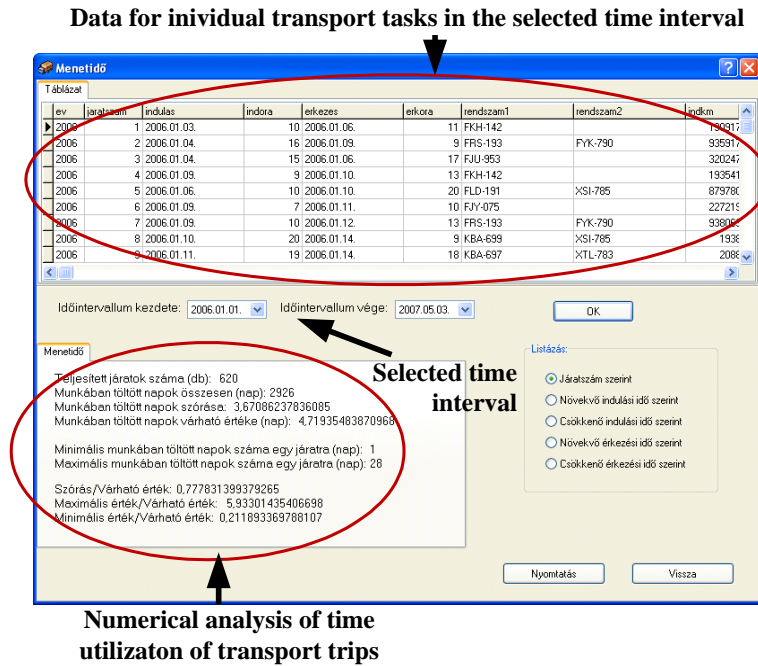 Data for inividual transport tasks in the selected time interval
Menetidő
Táblázat
ev jaratszam indulas indora erkezes erkora rendszam1 rendszam2 indkm
2006 1 2006.01.03. 10 2006.01.06. 11 FKH-142
2006 2 2006.01.04. 16 2006.01.09. 9 FRS-193 FYK-790 935917
2006 3 2006.01.04. 15 2006.01.06. 17 FJU-953 320247
2006 4 2006.01.09. 9 2006.01.10. 13 FKH-142 193541
2006 5 2006.01.06. 10 2006.01.10. 20 FLD-191 XSI-785 879780
2006 6 2006.01.09. 7 2006.01.11. 10 FJY-075 227219
2006 7 2006.01.09. 10 2006.01.12. 13 FRS-193 FYK-790
2006 8 2006.01.10. 20 2006.01.14. 9 KBA-699 XSI-785 1938
2006 9 2006.01.11. 19 2006.01.14. 18 KBA-697 XTL-783 2088
Időintervallum kezdete: 2006.01.01. Időintervallum vége: 2007.05.03. OK
Menetidő
Teljesített járatok száma (db): 620
Munkában töltött napok összesen (nap): 2926
Munkában töltött napok szórása: 3,67086237836085
Munkában töltött napok várható értéke (nap): 4,71935483870968
Minimális munkában töltött napok száma egy járatra (nap): 1
Maximális munkában töltött napok száma egy járatra (nap): 28
Szórás/Várható érték: 0,777831399379265
Maximális érték/Várható érték: 5,93301435406698
Minimális érték/Várható érték: 0,211893369788107
Selected time
interval
Listázás:
Járatszám szerint
Növekvő indulási idő szerint
Csökkenő indulási idő szerint
Növekvő érkezési idő szerint
Csökkenő érkezési idő szerint
Nyomtatás Vissza
Numerical analysis of time
utilizaton of transport trips